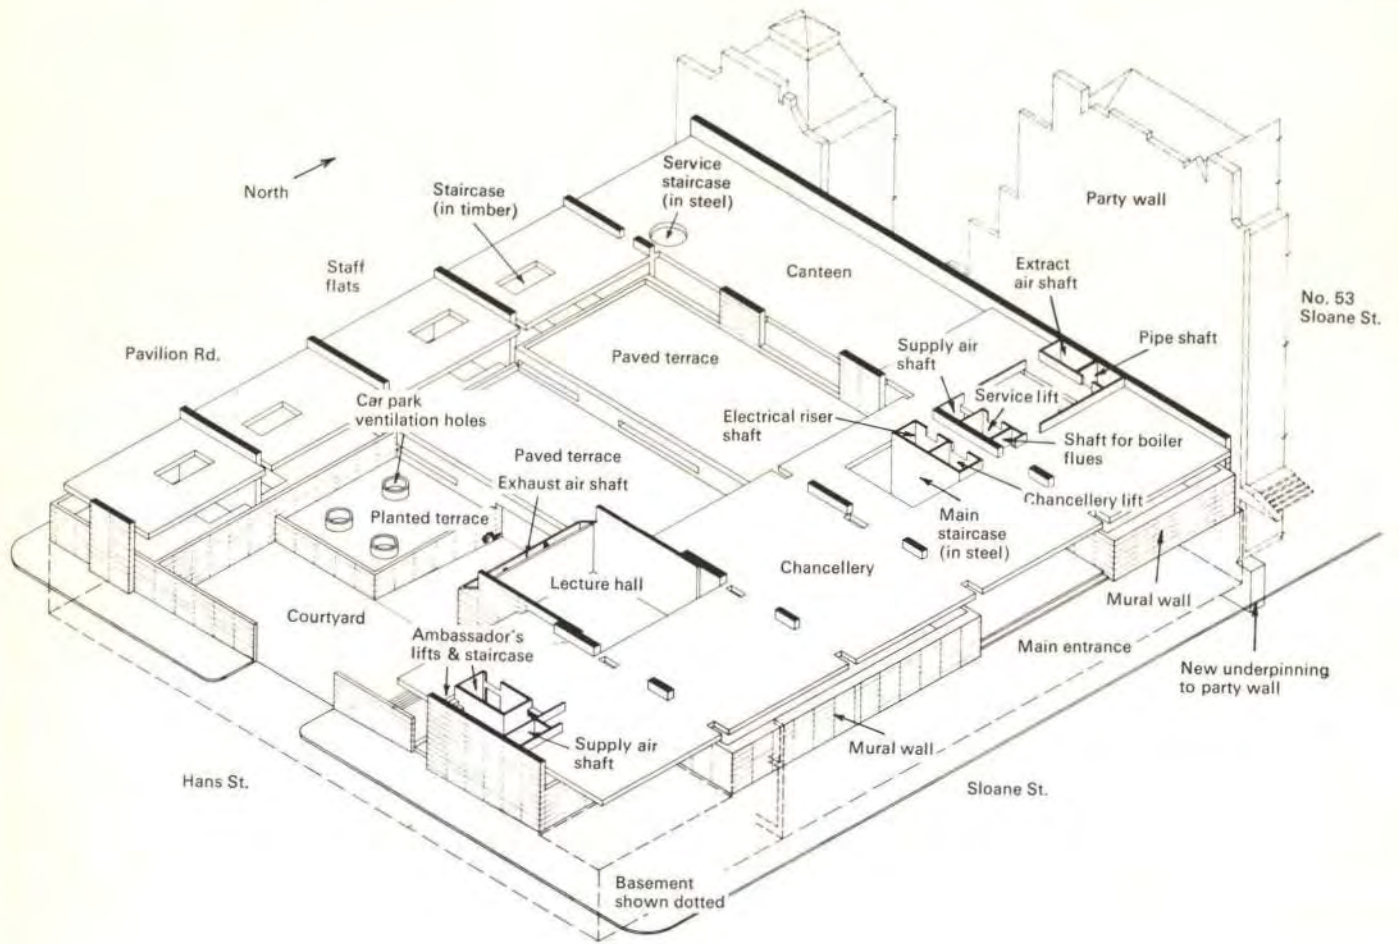 North
Staircase
(in timber)
Service
staircase
(in steel)
Party wall
Staff
flats
Canteen
Extract
air shaft
No. 53
Sloane St.
Pavilion Rd.
Paved terrace
Supply air
shaft
Pipe shaft
Service lift
Car park
ventilation holes
Electrical riser
shaft
Shaft for boiler
flues
Paved terrace
Exhaust air shaft
Chancellery lift
Planted terrace
Main
staircase
(in steel)
Lecture hall
Chancellery
Mural wall
Courtyard
Ambassador's
lifts & staircase
Main entrance
New underpinning
to party wall
Supply air
shaft
Mural wall
Hans St.
Sloane St.
Basement
shown dotted